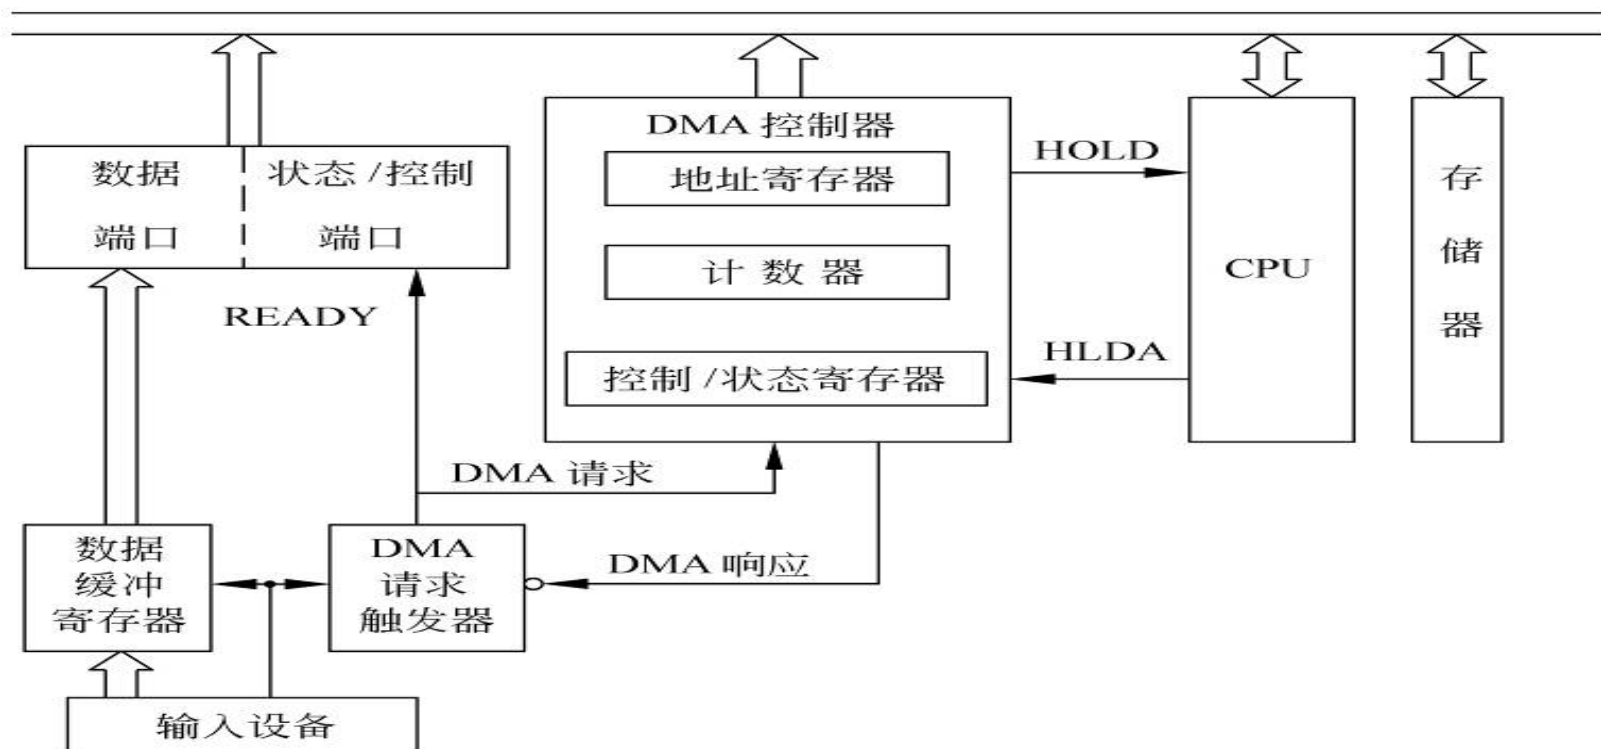 DMA 控制器
HOLD
数据
端口
状态 /控制
端口
地址寄存器
存
储
器
计 数 器
CPU
READY
HLDA
控制 /状态寄存器
DMA 请求
数据
缓冲
寄存器
DMA
请求
触发器
DMA 响应
输入设备